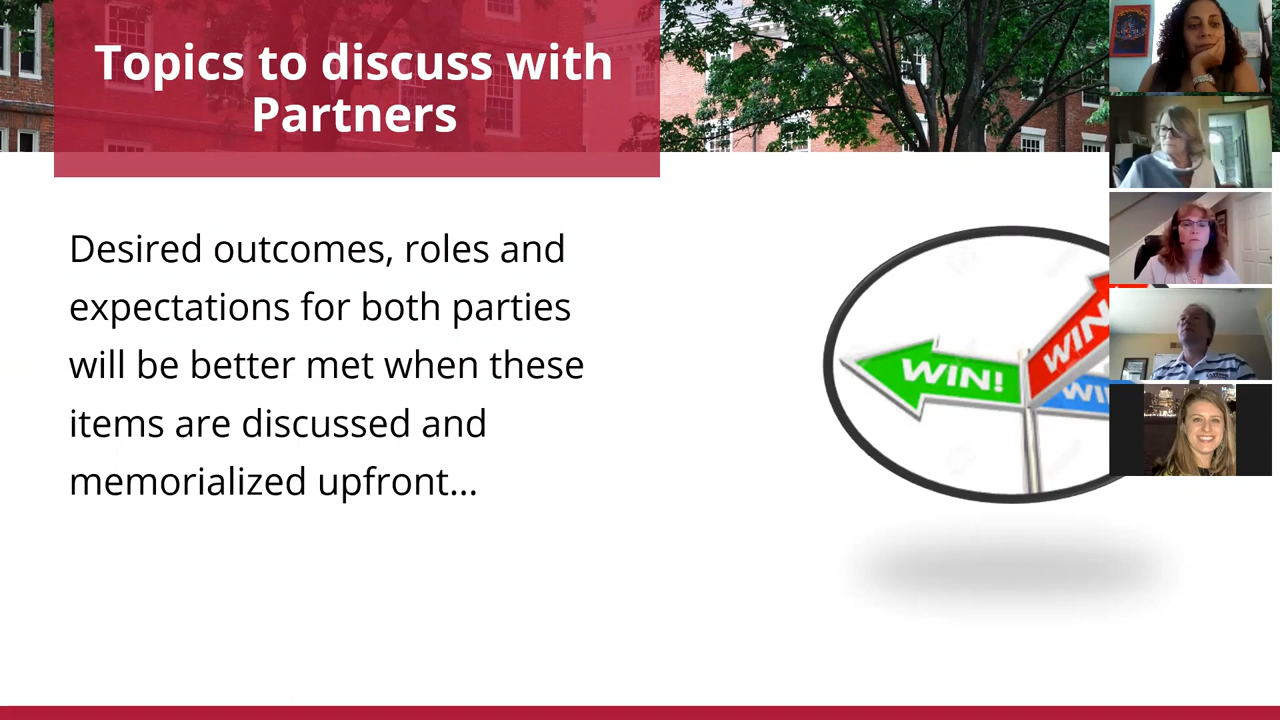 Topics to discuss with
Partners
Desired outcomes, roles and
expectations for both parties
will be better met when these
items are discussed and
memorialized upfront...
WIN!
WIN
WI